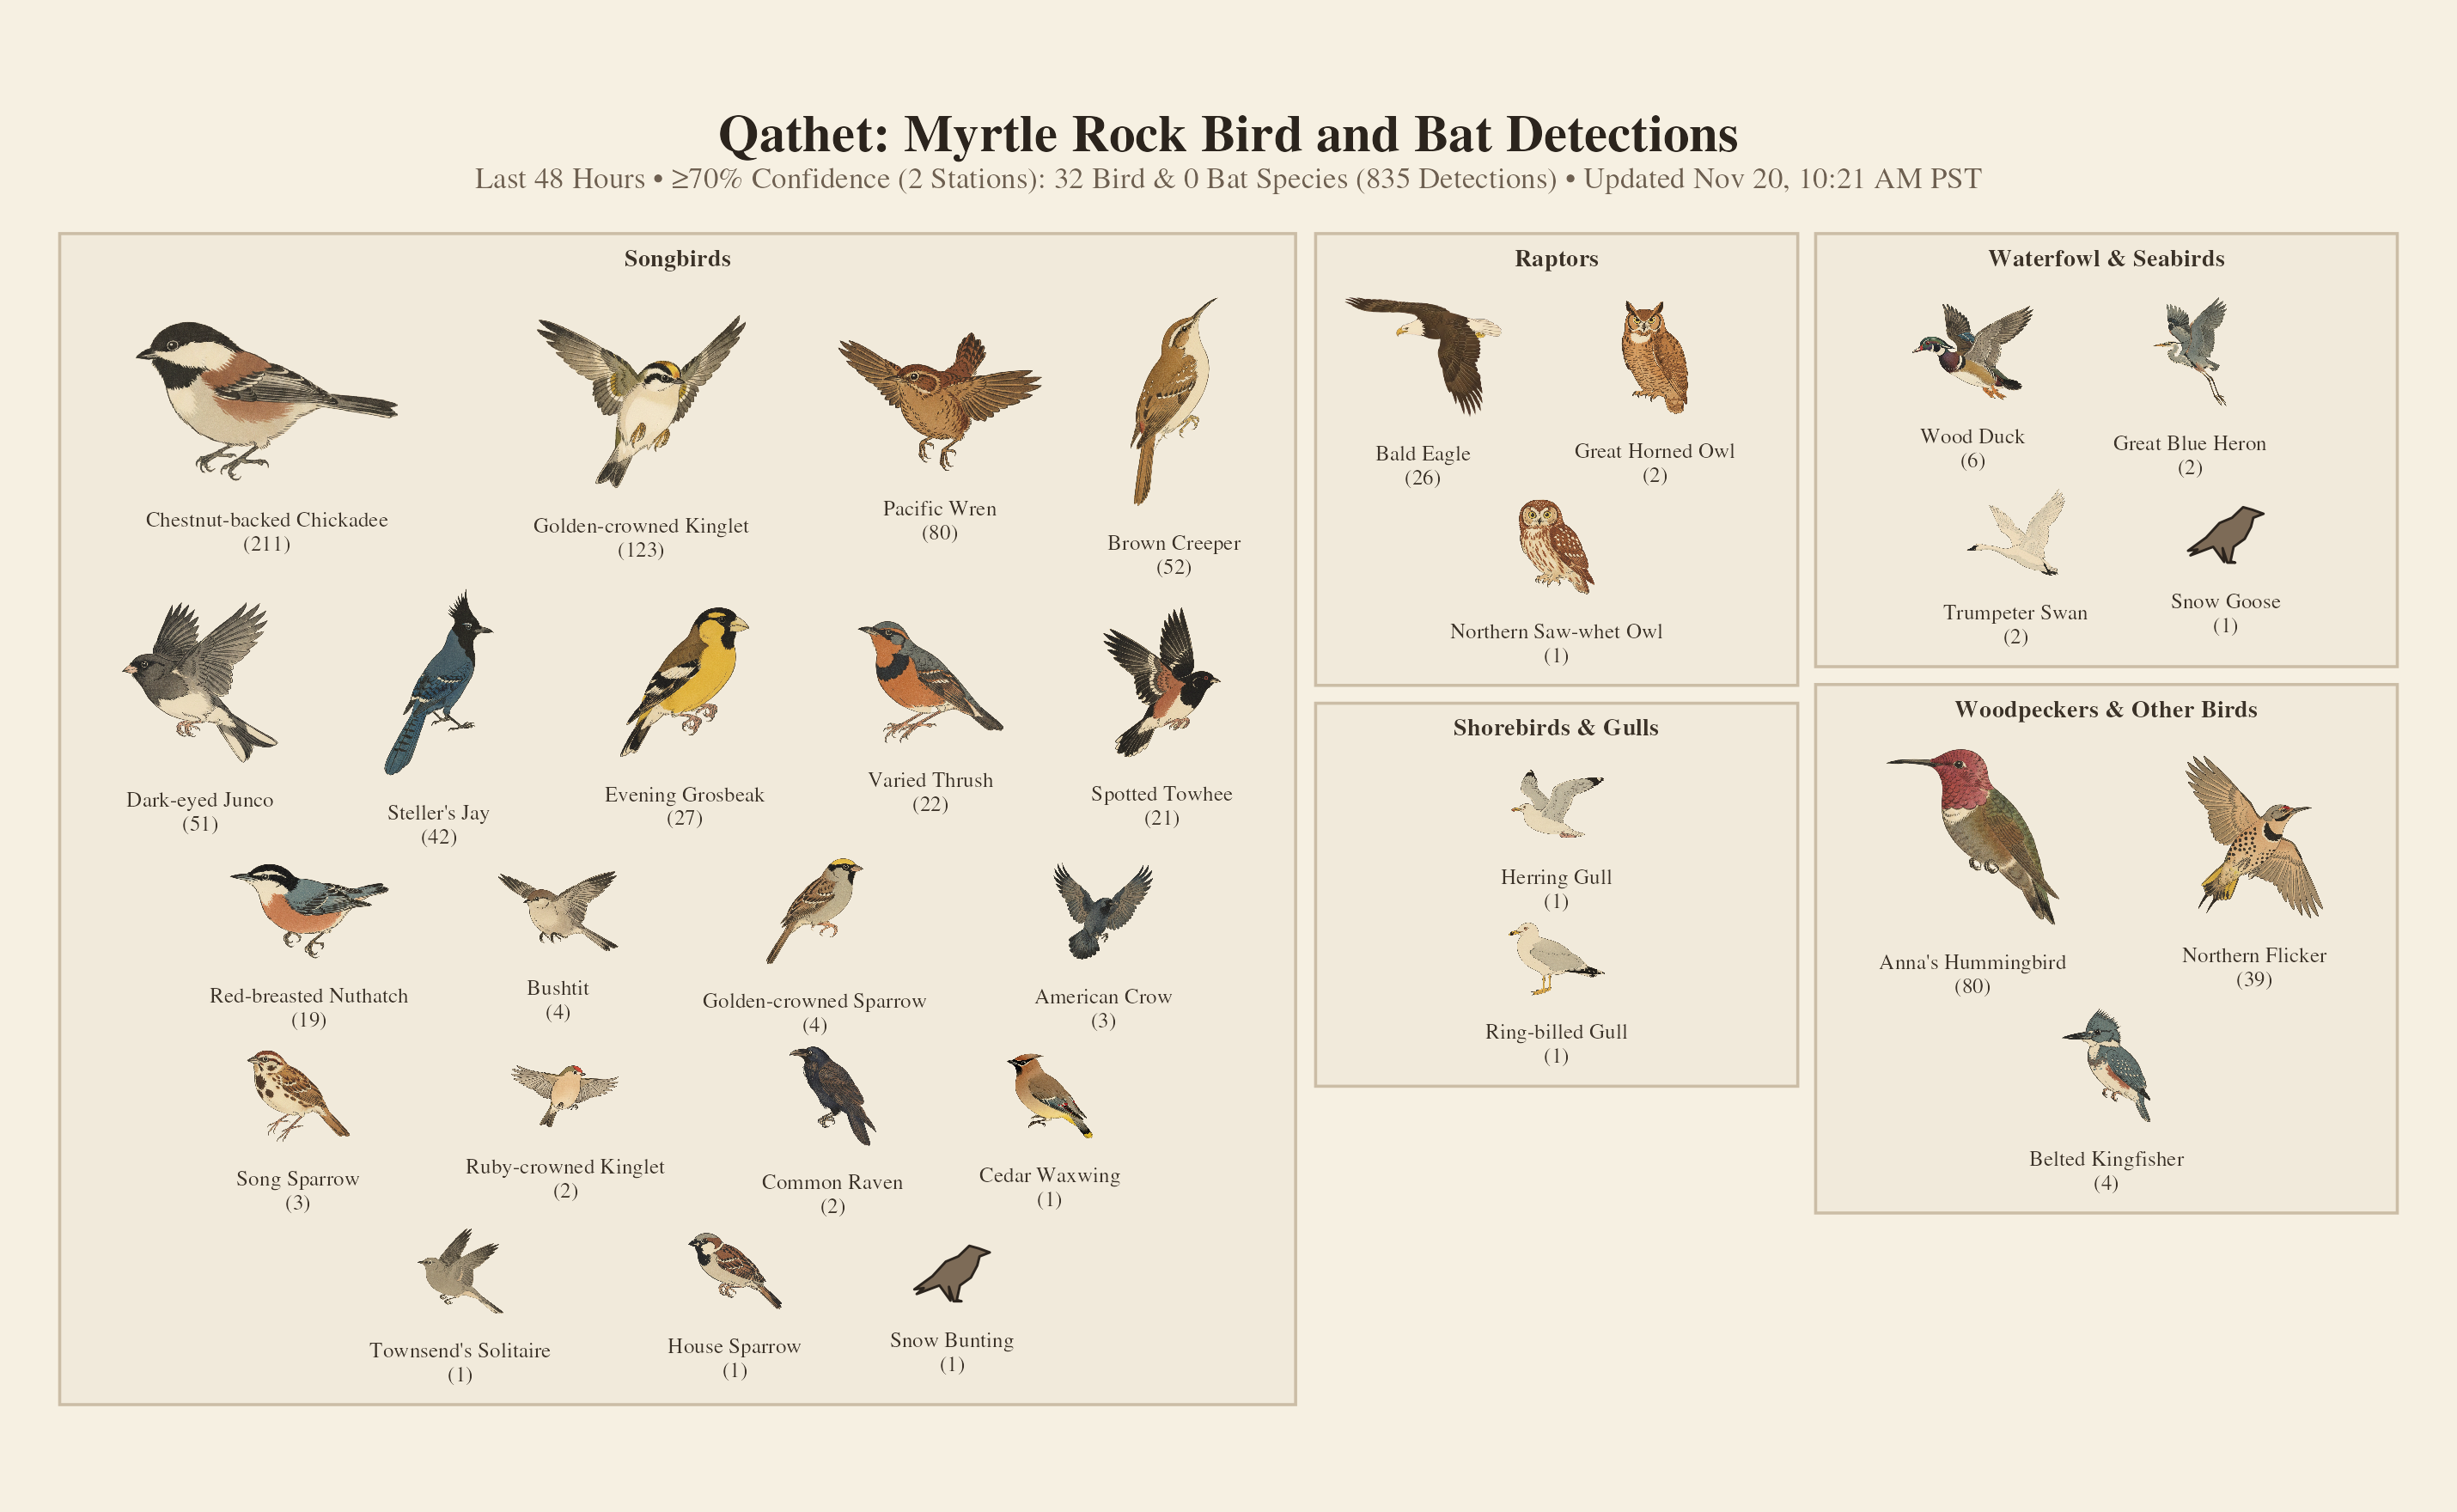 Qathet: Myrtle Rock Bird and Bat Detections
Last 48 Hours • ≥70% Confidence (2 Stations): 32 Bird & 0 Bat Species (835 Detections) • Updated Nov 20, 10:21 AM PST
Songbirds
Chestnut-backed Chickadee
(211)
Golden-crowned Kinglet
(123)
Pacific Wren
(80)
Brown Creeper
(52)
Dark-eyed Junco
(51)
Steller's Jay
(42)
Evening Grosbeak
(27)
Varied Thrush
(22)
Spotted Towhee
(21)
Red-breasted Nuthatch
(19)
Bushtit
(4)
Golden-crowned Sparrow
(4)
American Crow
(3)
Song Sparrow
(3)
Ruby-crowned Kinglet
(2)
Common Raven
(2)
Cedar Waxwing
(1)
Townsend's Solitaire
(1)
House Sparrow
(1)
Snow Bunting
(1)
Raptors
Bald Eagle
(26)
Great Horned Owl
(2)
Northern Saw-whet Owl
(1)
Shorebirds & Gulls
Herring Gull
(1)
Ring-billed Gull
(1)
Waterfowl & Seabirds
Wood Duck
(6)
Great Blue Heron
(2)
Trumpeter Swan
(2)
Snow Goose
(1)
Woodpeckers & Other Birds
Anna's Hummingbird
(80)
Northern Flicker
(39)
Belted Kingfisher
(4)